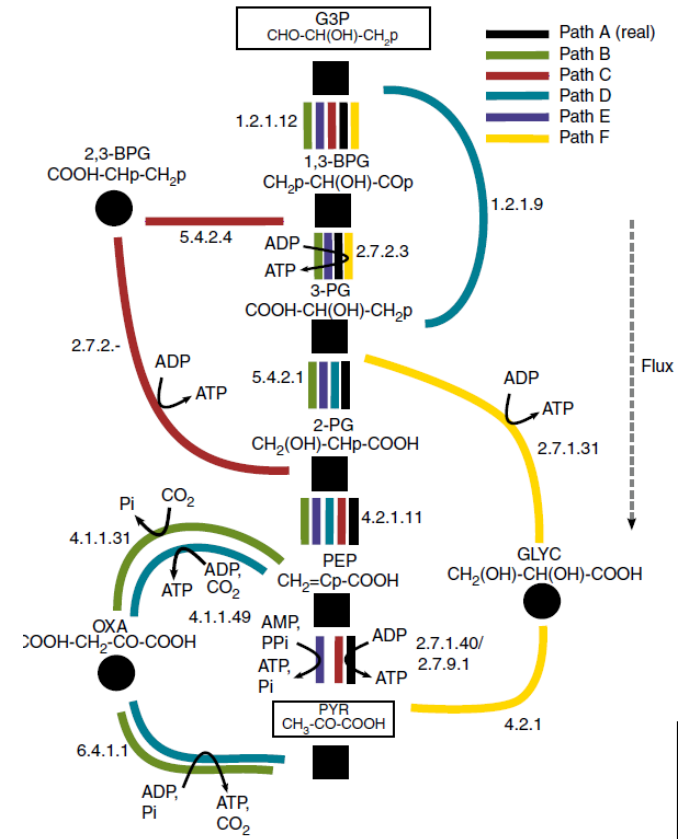 G3P
CHO-CH(OH)-CH2p
Path A (real)
Path B
Path C
Path D
Path E
Path F
1.2.1.12
1,3-BPG
CH2p-CH(OH)-COp
2,3-BPG
COOH-CHp-CH2p
1.2.1.9
5.4.2.4
ADP
ATP
2.7.2.3
3-PG
COOH-CH(OH)-CH2p
2.7.2.-
ADP
ATP
5.4.2.1
ADP
ATP
2.7.1.31
Flux
2-PG
CH2(OH)-CHp-COOH
Pi
CO2
4.1.1.31
4.2.1.11
ADP,
CO2
ATP
4.1.1.49
PEP
CH2=Cp-COOH
GLYC
CH2(OH)-CH(OH)-COOH
OXA
COOH-CH2-CO-COOH
AMP,
PPi
ATP,
Pi
ADP
ATP
2.7.1.40/
2.7.9.1
PYR
CH3-CO-COOH
4.2.1
6.4.1.1
ADP,
Pi
ATP,
CO2